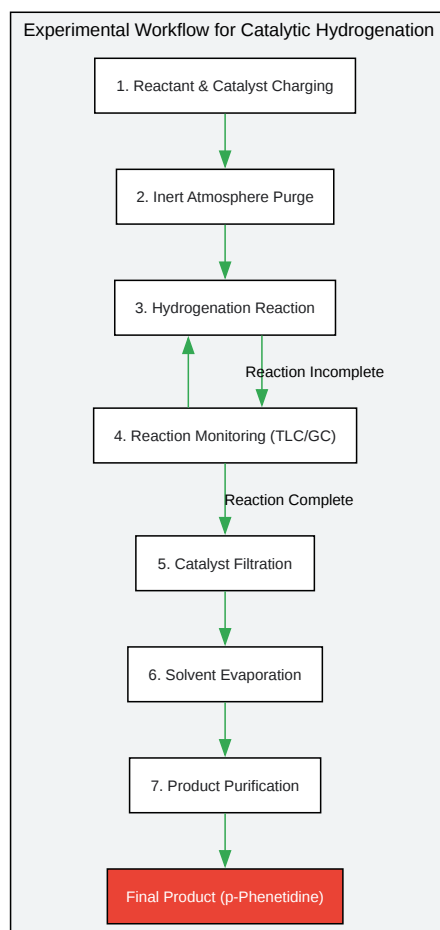 Experimental Workflow for Catalytic Hydrogenation
1. Reactant & Catalyst Charging
2. Inert Atmosphere Purge
3. Hydrogenation Reaction
Reaction Incomplete
4. Reaction Monitoring (TLC/GC)
Reaction Complete
5. Catalyst Filtration
6. Solvent Evaporation
7. Product Purification
Final Product (p-Phenetidine)